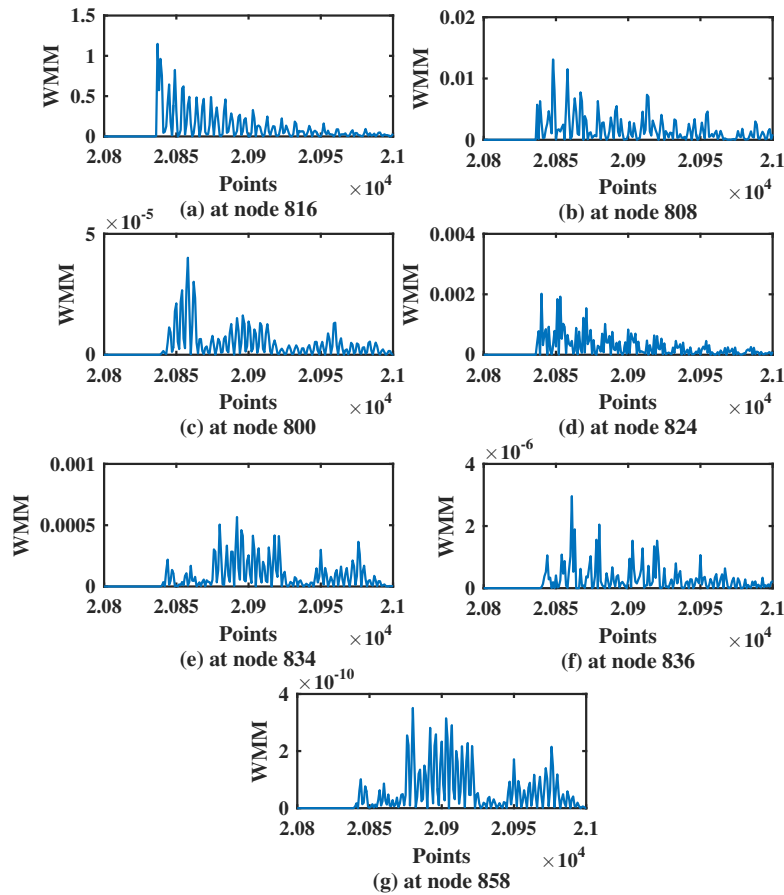 1.5
1
0.5
0
WMM
2.08 2.085 2.09 2.095 2.1
Points ×10^4
(a) at node 816
0.02
0.01
0
WMM
2.08 2.085 2.09 2.095 2.1
Points ×10^4
(b) at node 808
×10^-5
5
0
WMM
2.08 2.085 2.09 2.095 2.1
Points ×10^4
(c) at node 800
0.004
0.002
0
WMM
2.08 2.085 2.09 2.095 2.1
Points ×10^4
(d) at node 824
0.001
0.0005
0
WMM
2.08 2.085 2.09 2.095 2.1
Points ×10^4
(e) at node 834
×10^-6
4
2
0
WMM
2.08 2.085 2.09 2.095 2.1
Points ×10^4
(f) at node 836
×10^-10
4
2
0
WMM
2.08 2.085 2.09 2.095 2.1
Points ×10^4
(g) at node 858